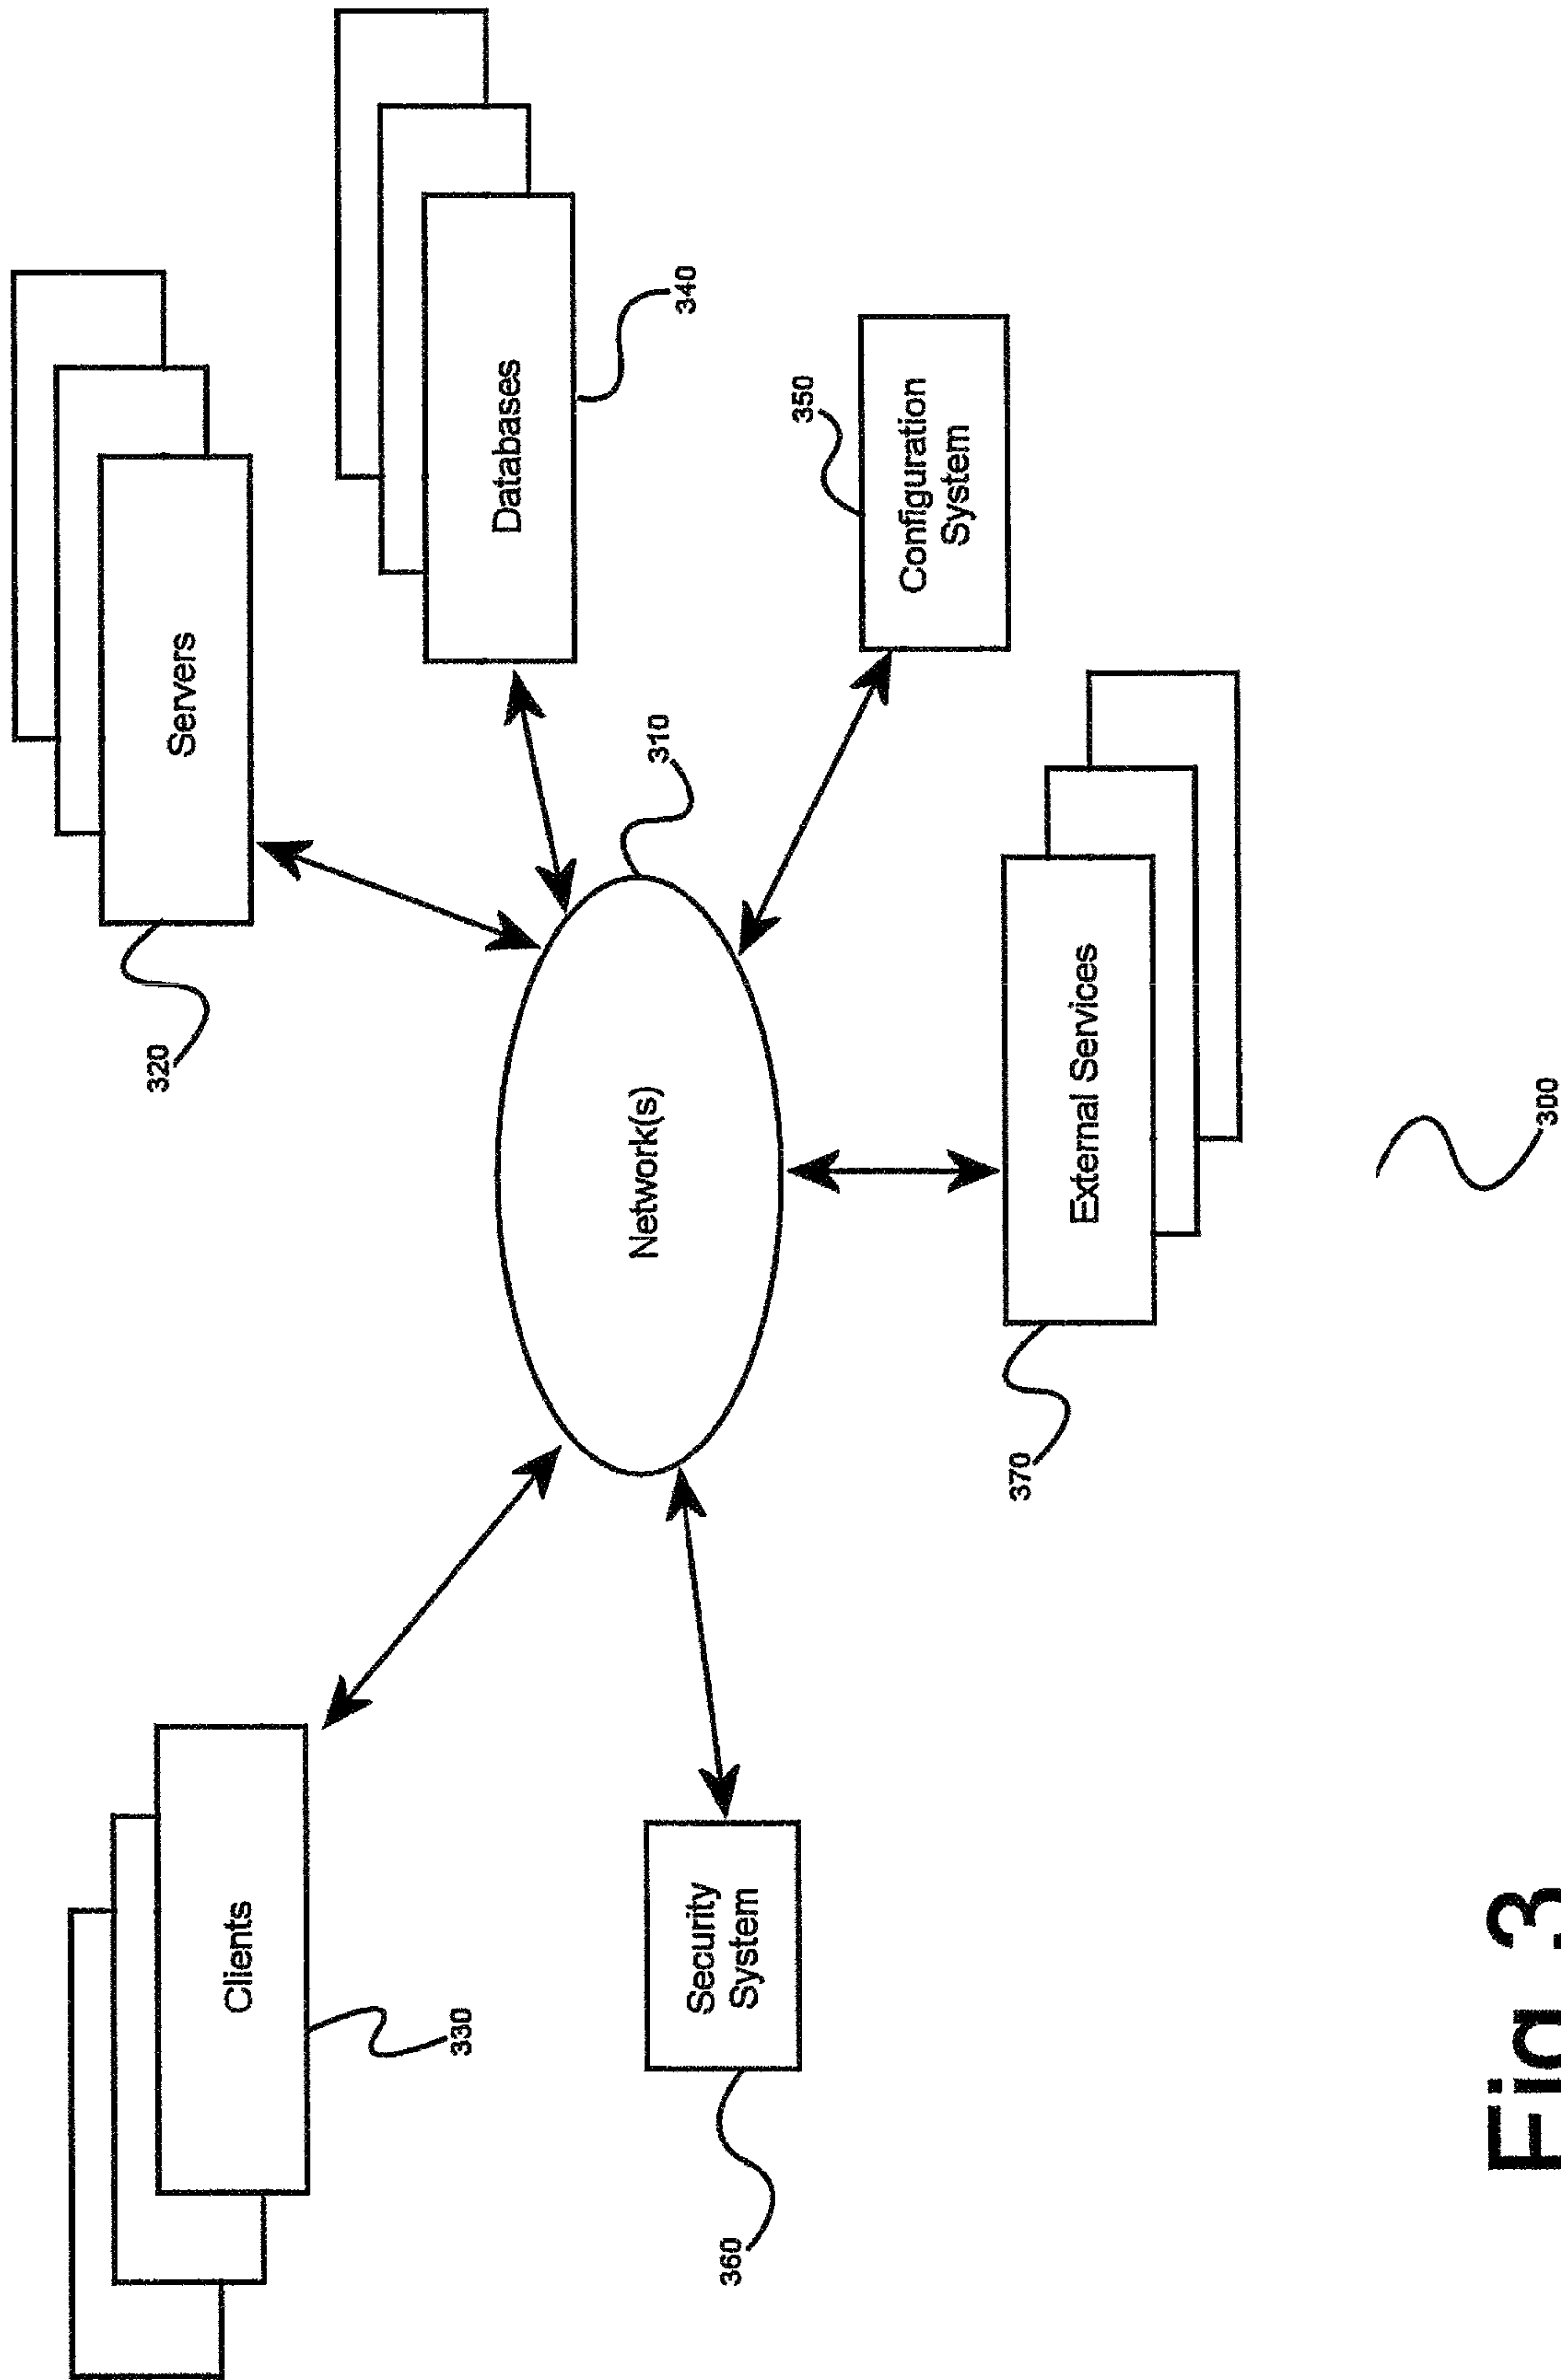 Servers
320
Clients
330
Databases
340
Network(s)
310
Security
System
360
Configuration
System
350
External Services
370
300
Fig. 3